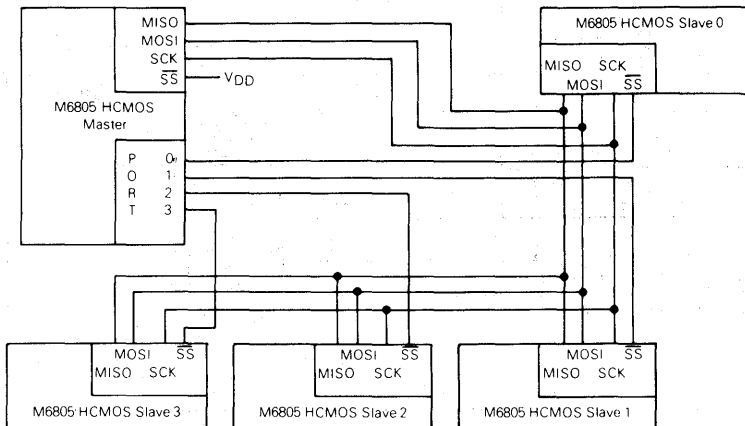 MISO
MOSI
SCK
SS
VDD
M6805 HCMOS
Master
P 0
O 1
R 2
T 3
M6805 HCMOS Slave 0
MISO SCK
MOSI SS
MOSI SS
MISO SCK
M6805 HCMOS Slave 3
MOSI SS
MISO SCK
M6805 HCMOS Slave 2
MOSI SS
MISO SCK
M6805 HCMOS Slave 1